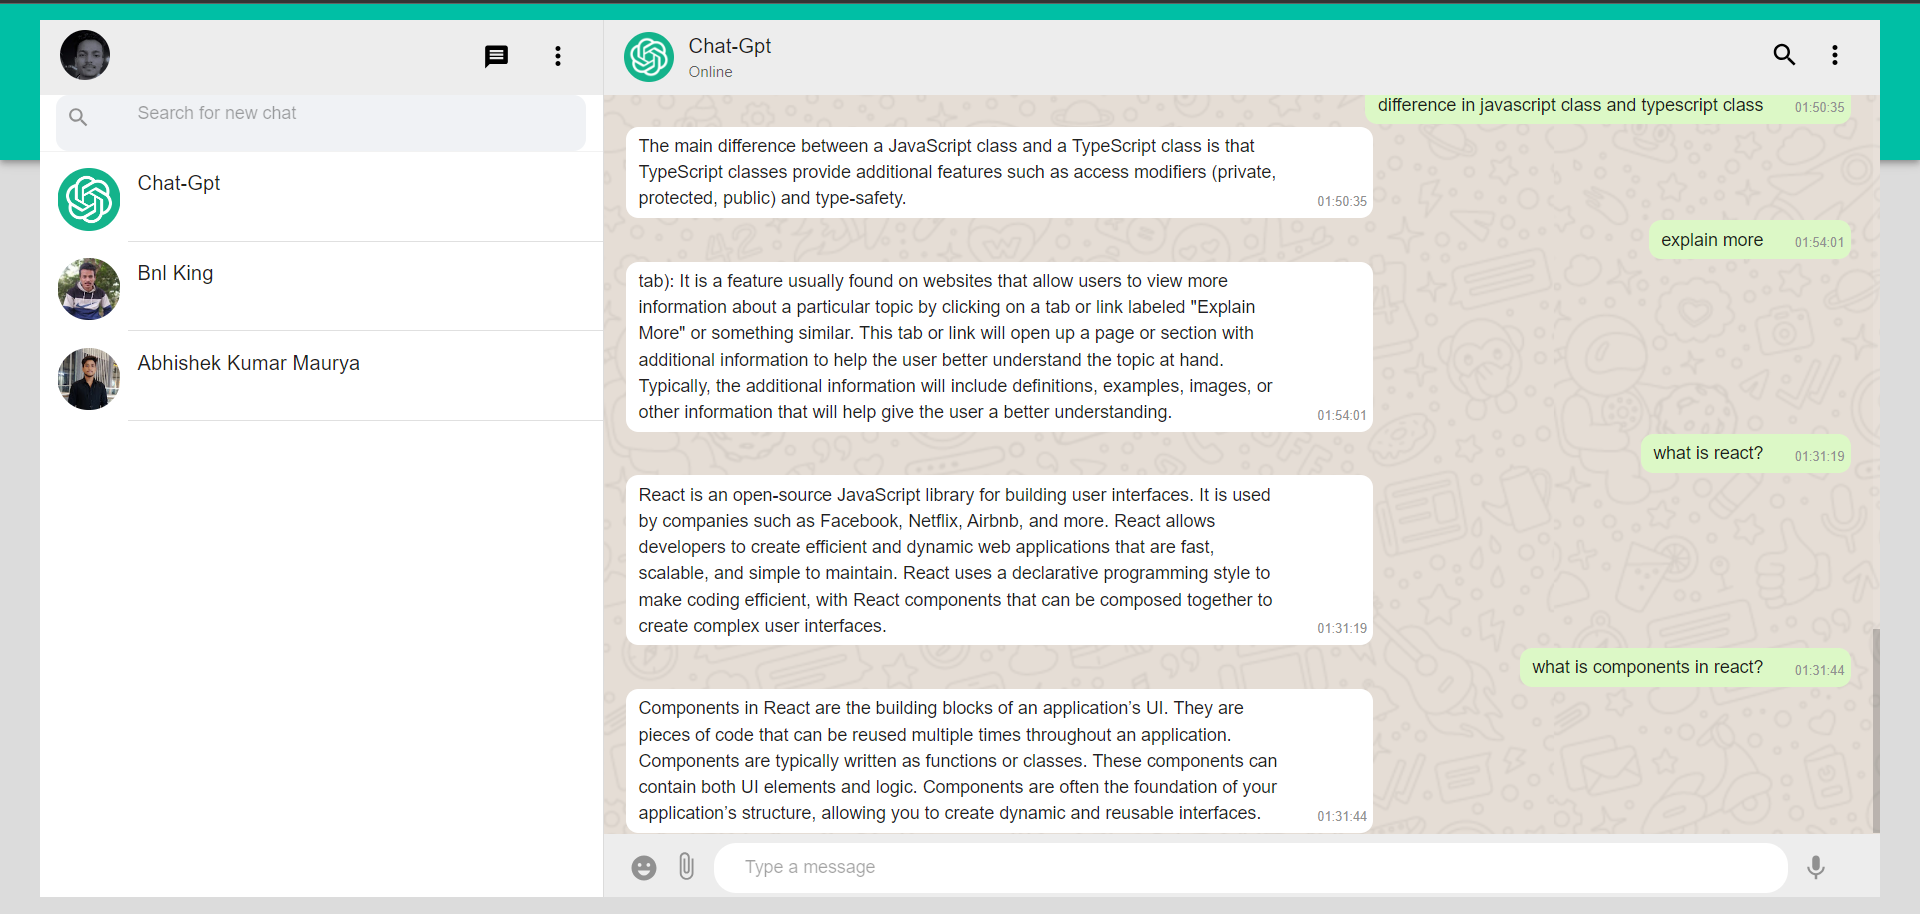 Search for new chat
Chat-Gpt
Bnl King
Abhishek Kumar Maurya
Chat-Gpt
Online
difference in javascript class and typescript class 01:50:35
The main difference between a JavaScript class and a TypeScript class is that
TypeScript classes provide additional features such as access modifiers (private,
protected, public) and type-safety.
01:50:35
explain more 01:54:01
tab): It is a feature usually found on websites that allow users to view more
information about a particular topic by clicking on a tab or link labeled "Explain
More" or something similar. This tab or link will open up a page or section with
additional information to help the user better understand the topic at hand.
Typically, the additional information will include definitions, examples, images, or
other information that will help give the user a better understanding.
01:54:01
what is react? 01:31:19
React is an open-source JavaScript library for building user interfaces. It is used
by companies such as Facebook, Netflix, Airbnb, and more. React allows
developers to create efficient and dynamic web applications that are fast,
scalable, and simple to maintain. React uses a declarative programming style to
make coding efficient, with React components that can be composed together to
create complex user interfaces.
01:31:19
what is components in react? 01:31:44
Components in React are the building blocks of an application’s UI. They are
pieces of code that can be reused multiple times throughout an application.
Components are typically written as functions or classes. These components can
contain both UI elements and logic. Components are often the foundation of your
application’s structure, allowing you to create dynamic and reusable interfaces.
01:31:44
Type a message